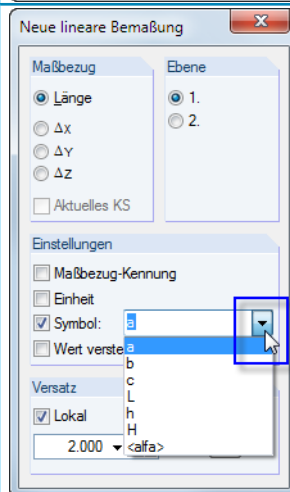 Neue lineare Bemaßung
Maßbezug
Ebene
Länge
1.
ΔX
2.
ΔY
ΔZ
Aktuelles KS
Einstellungen
Maßbezug-Kennung
Einheit
Symbol: a
Wert verste
a
b
c
L
h
H
<alfa>
Versatz
Lokal
2.000